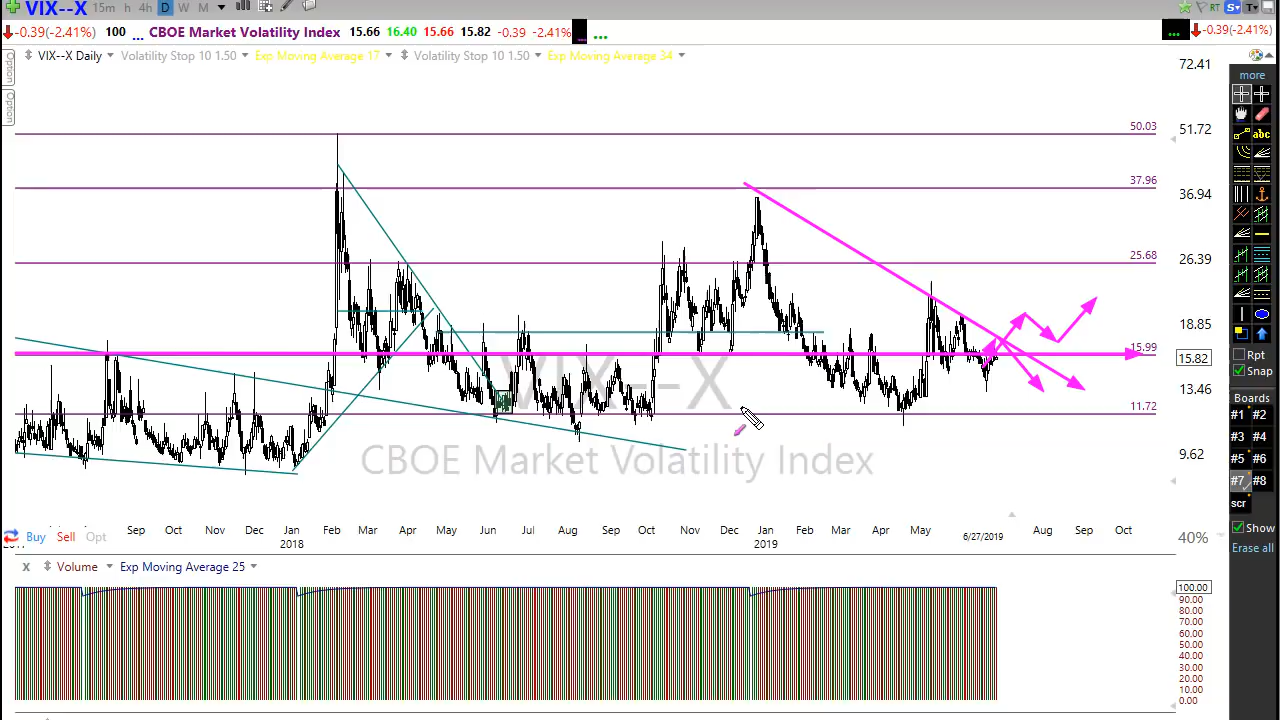 VIX--X 15m h 4h D W M RT S T
-0.39(-2.41%) 100 ... CBOE Market Volatility Index 15.66 16.40 15.66 15.82 -0.39 -2.41% ... ... -0.39(-2.41%)
Option
Option
VIX--X Daily Volatility Stop 10 1.50 Exp Moving Average 17 Volatility Stop 10 1.50 Exp Moving Average 34
72.41
51.72
36.94
26.39
18.85
15.82
13.46
9.62
50.03
37.96
25.68
15.99
11.72
VIX--X
CBOE Market Volatility Index
Sep Oct Nov Dec Jan Feb Mar Apr May Jun Jul Aug Sep Oct Nov Dec Jan Feb Mar Apr May 6/27/2019 Aug Sep Oct
2018 2019
Buy Sell Opt
40%
X Volume Exp Moving Average 25
100.00
90.00
80.00
70.00
60.00
50.00
40.00
30.00
20.00
10.00
0.00
more
abc
Rpt
Snap
Boards
#1 #2
#3 #4
#5 #6
#7 #8
scr
Show
Erase all